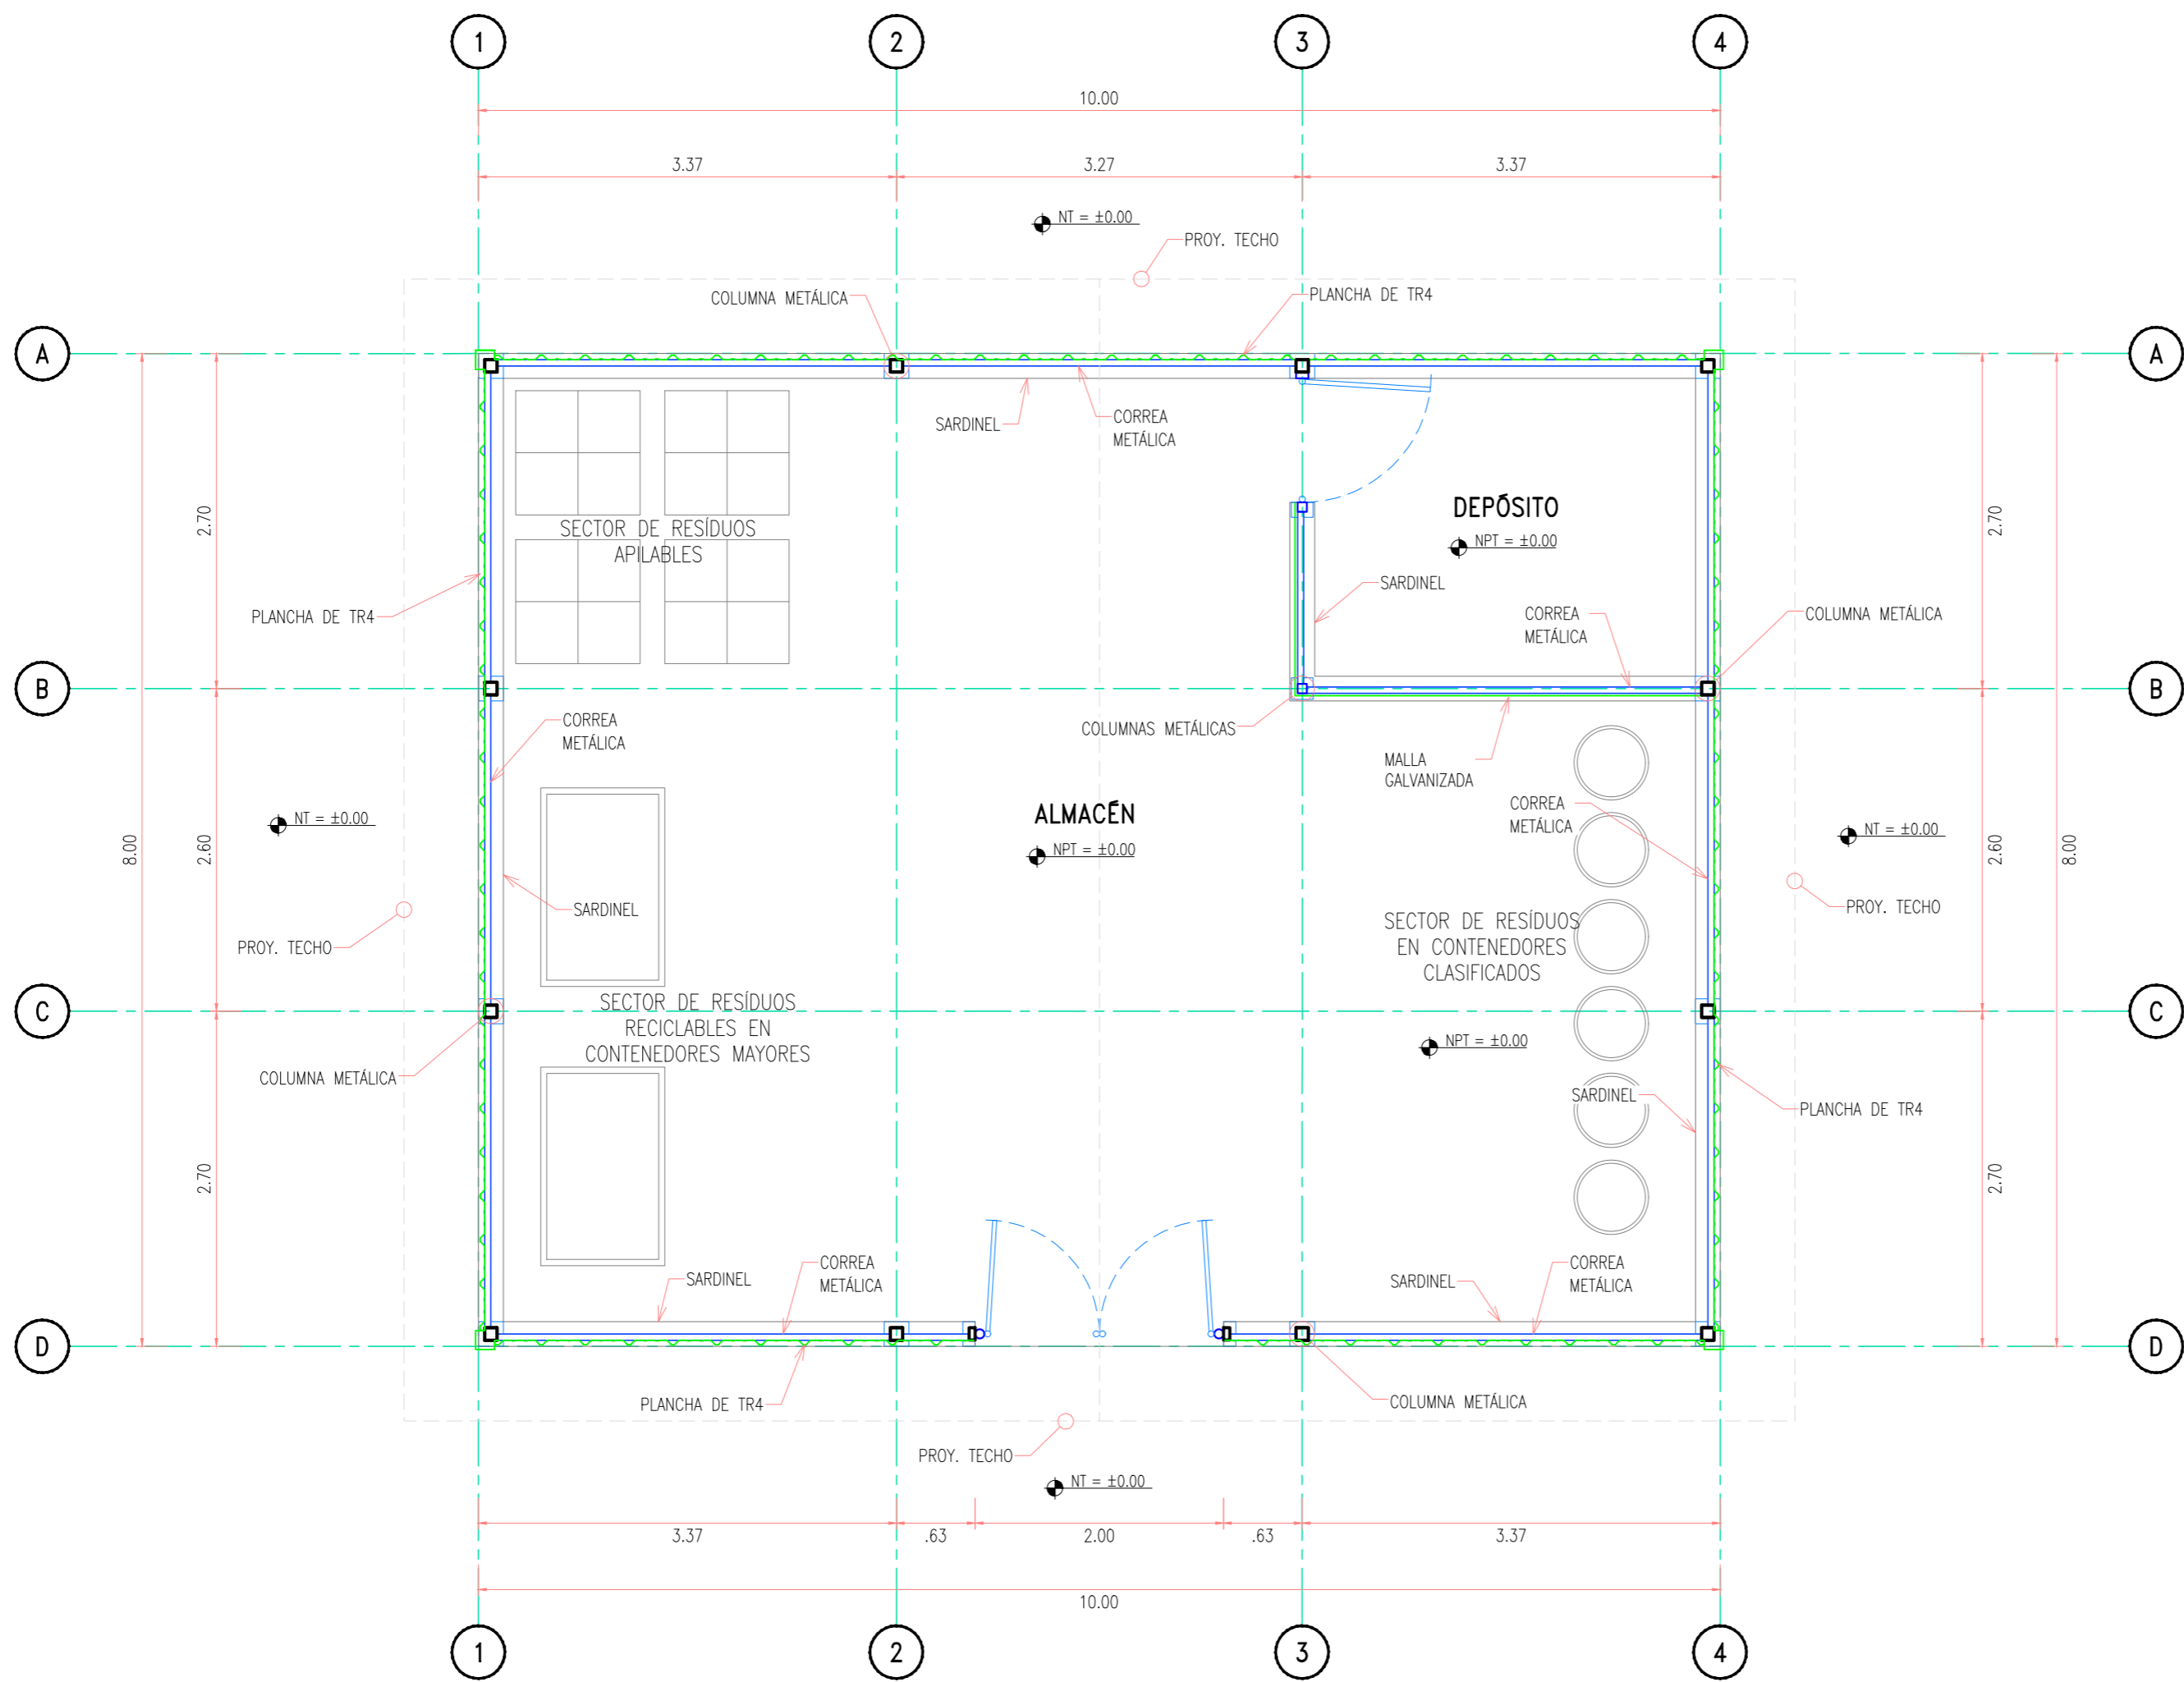 1
2
3
4
10.00
3.37
3.27
3.37
NT = ±0.00
PROY. TECHO
COLUMNA METÁLICA
PLANCHA DE TR4
A
A
SARDINEL
CORREA
METÁLICA
DEPÓSITO
NPT = ±0.00
2.70
2.70
SECTOR DE RESÍDUOS
APILABLES
SARDINEL
PLANCHA DE TR4
CORREA
METÁLICA
COLUMNA METÁLICA
B
B
CORREA
METÁLICA
COLUMNAS METÁLICAS
MALLA
GALVANIZADA
ALMACÉN
NPT = ±0.00
CORREA
METÁLICA
NT = ±0.00
NT = ±0.00
8.00
2.60
2.60
8.00
SARDINEL
PROY. TECHO
PROY. TECHO
SECTOR DE RESÍDUOS
EN CONTENEDORES
CLASIFICADOS
C
C
SECTOR DE RESÍDUOS
RECICLABLES EN
CONTENEDORES MAYORES
NPT = ±0.00
COLUMNA METÁLICA
SARDINEL
PLANCHA DE TR4
2.70
2.70
SARDINEL
CORREA
METÁLICA
SARDINEL
CORREA
METÁLICA
D
D
PLANCHA DE TR4
COLUMNA METÁLICA
PROY. TECHO
NT = ±0.00
3.37
.63
2.00
.63
3.37
10.00
1
2
3
4